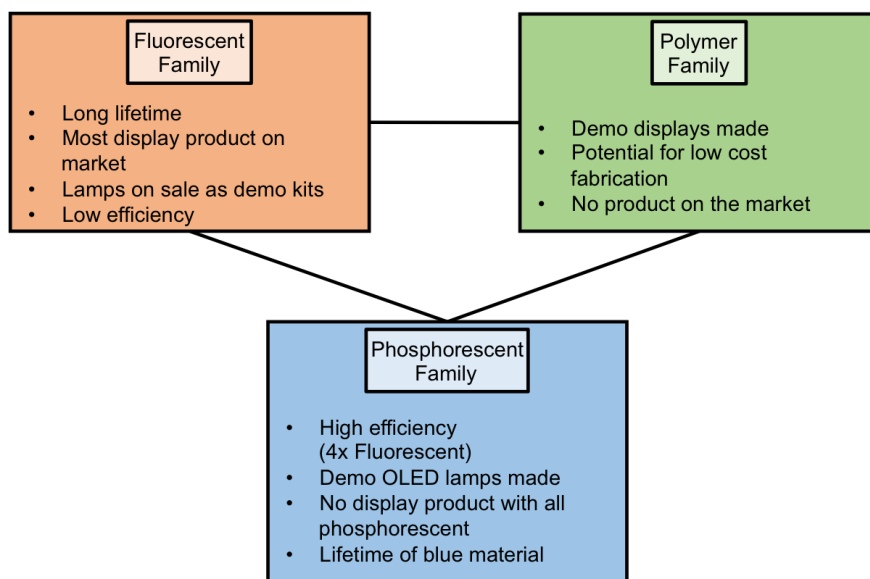 Fluorescent
Family
• Long lifetime
• Most display product on
market
• Lamps on sale as demo kits
• Low efficiency
Polymer
Family
• Demo displays made
• Potential for low cost
fabrication
• No product on the market
Phosphorescent
Family
• High efficiency
(4x Fluorescent)
• Demo OLED lamps made
• No display product with all
phosphorescent
• Lifetime of blue material